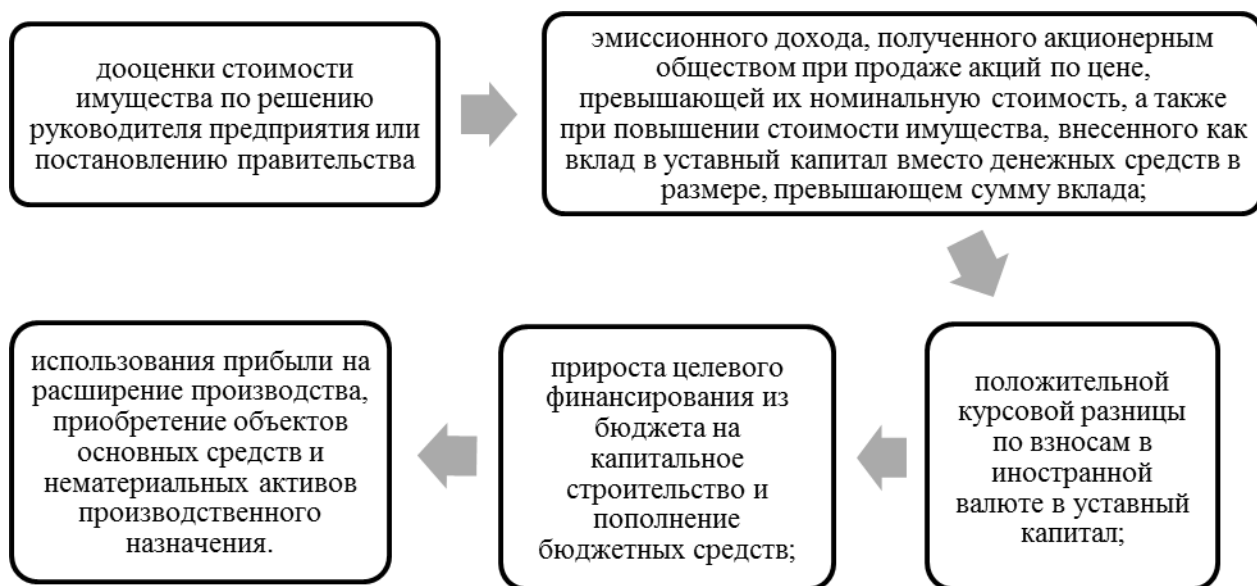 дооценки стоимости
имущества по решению
руководителя предприятия или
постановлению правительства
эмиссионного дохода, полученного акционерным
обществом при продаже акций по цене,
превышающей их номинальную стоимость, а также
при повышении стоимости имущества, внесенного как
вклад в уставный капитал вместо денежных средств в
размере, превышающем сумму вклада;
положительной
курсовой разницы
по взносам в
иностранной
валюте в уставный
капитал;
прироста целевого
финансирования из
бюджета на
капитальное
строительство и
пополнение
бюджетных средств;
использования прибыли на
расширение производства,
приобретение объектов
основных средств и
нематериальных активов
производственного
назначения.